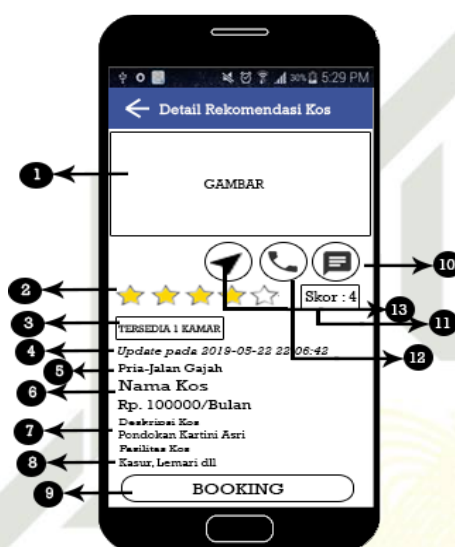 30% 5:29 PM
Detail Rekomendasi Kos
1
GAMBAR
10
2
Skor : 4
13
11
3
TERSEDIA 1 KAMAR
12
4
Update pada 2019-05-22 22:06:42
5
Pria-Jalan Gajah
6
Nama Kos
Rp. 100000/Bulan
Deskripsi Kos
7
Pondokan Kartini Asri
Fasilitas Kos
8
Kasur, Lemari dll
9
BOOKING